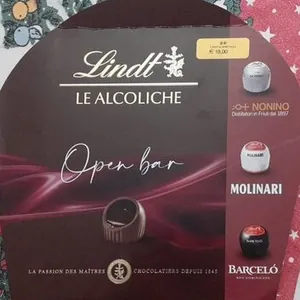 Lindt
LE ALCOLICHE
€ 15,00
NONINO
Distillatori in Friuli dal 1897
Open bar
MOLINARI
BARCELÓ
LA PASSION DES MAÎTRES CHOCOLATIERS DEPUIS 1845